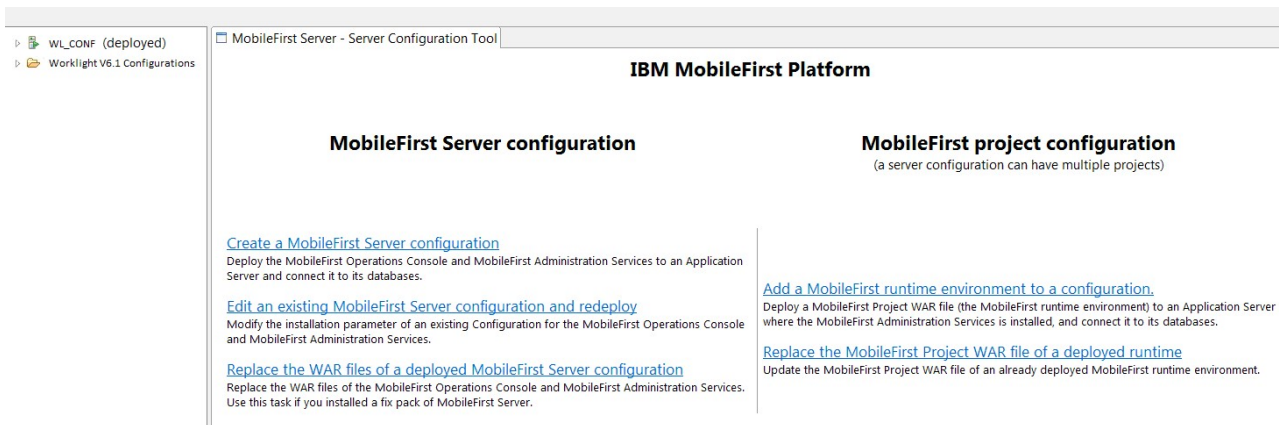 WL_CONF (deployed)
Worklight V6.1 Configurations
MobileFirst Server - Server Configuration Tool
IBM MobileFirst Platform
MobileFirst Server configuration
Create a MobileFirst Server configuration
Deploy the MobileFirst Operations Console and MobileFirst Administration Services to an Application
Server and connect it to its databases.
Edit an existing MobileFirst Server configuration and redeploy
Modify the installation parameter of an existing Configuration for the MobileFirst Operations Console
and MobileFirst Administration Services.
Replace the WAR files of a deployed MobileFirst Server configuration
Replace the WAR files of the MobileFirst Operations Console and MobileFirst Administration Services.
Use this task if you installed a fix pack of MobileFirst Server.
MobileFirst project configuration
(a server configuration can have multiple projects)
Add a MobileFirst runtime environment to a configuration.
Deploy a MobileFirst Project WAR file (the MobileFirst runtime environment) to an Application Server
where the MobileFirst Administration Services is installed, and connect it to its databases.
Replace the MobileFirst Project WAR file of a deployed runtime
Update the MobileFirst Project WAR file of an already deployed MobileFirst runtime environment.